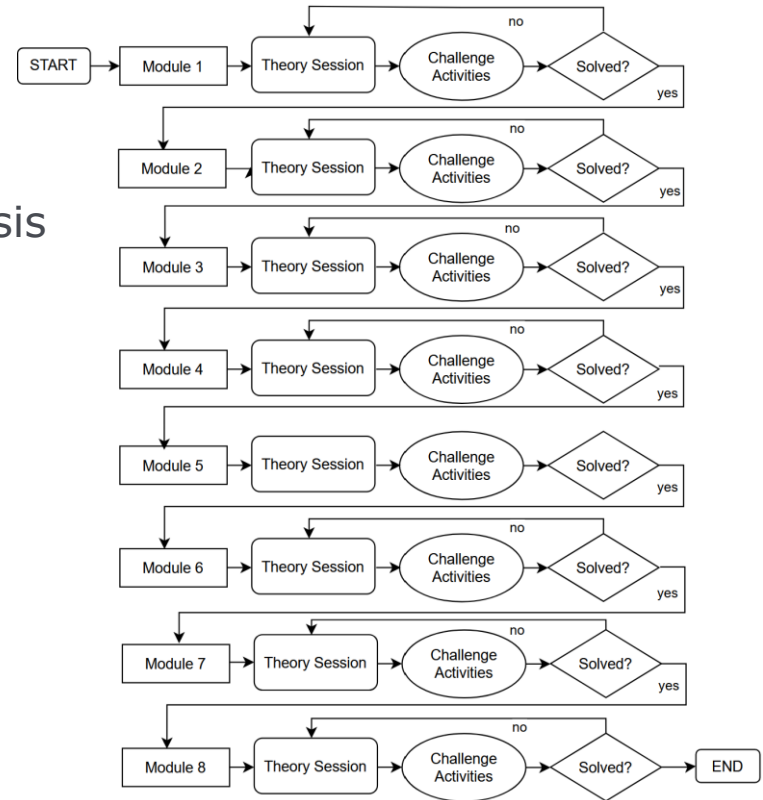 no
START
Module 1
Theory Session
Challenge
Activities
Solved?
yes
no
Module 2
Theory Session
Challenge
Activities
Solved?
yes
sis
no
Module 3
Theory Session
Challenge
Activities
Solved?
yes
no
Module 4
Theory Session
Challenge
Activities
Solved?
yes
Module 5
Theory Session
Challenge
Activities
Solved?
yes
no
Module 6
Theory Session
Challenge
Activities
Solved?
yes
no
Module 7
Theory Session
Challenge
Activities
Solved?
yes
no
Module 8
Theory Session
Challenge
Activities
Solved?
END